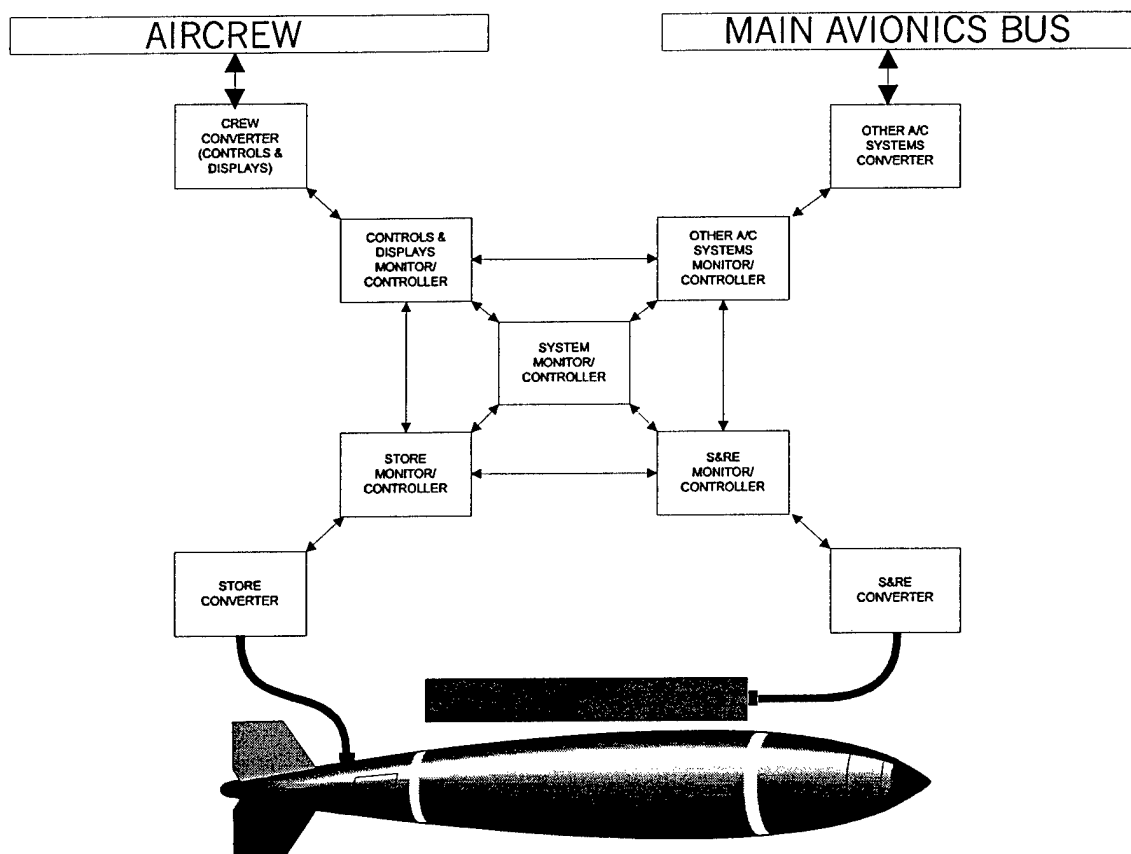 AIRCREW
MAIN AVIONICS BUS
CREW
CONVERTER
(CONTROLS &
DISPLAYS)
OTHER A/C
SYSTEMS
CONVERTER
CONTROLS &
DISPLAYS
MONITOR/
CONTROLLER
OTHER A/C
SYSTEMS
MONITOR/
CONTROLLER
SYSTEM
MONITOR/
CONTROLLER
STORE
MONITOR/
CONTROLLER
S&RE
MONITOR/
CONTROLLER
STORE
CONVERTER
S&RE
CONVERTER